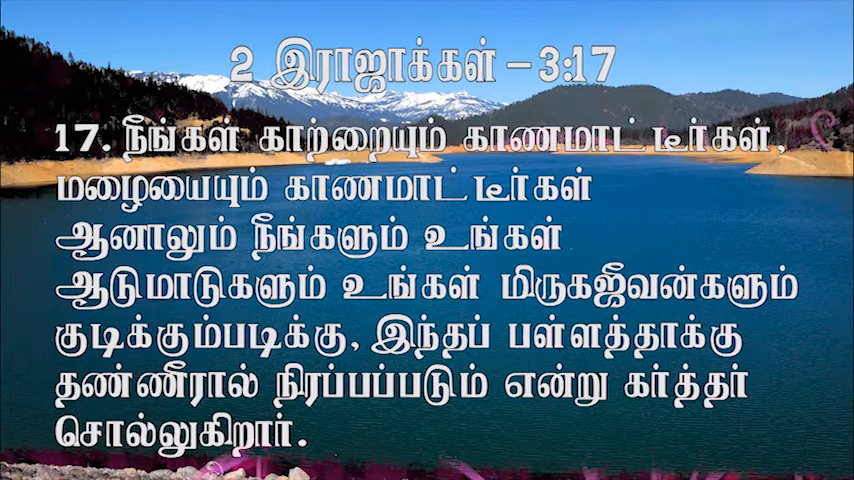 2 இராஜாக்கள் – 3:17
17. நீங்கள் காற்றையும் காணமாட்டீர்கள்,
மழையையும் காணமாட்டீர்கள்
ஆனாலும் நீங்களும் உங்கள்
ஆடுமாடுகளும் உங்கள் மிருகஜீவன்களும்
குடிக்கும்படிக்கு, இந்தப் பள்ளத்தாக்கு
தண்ணீரால் நிரப்பப்படும் என்று கர்த்தர்
சொல்லுகிறார்.